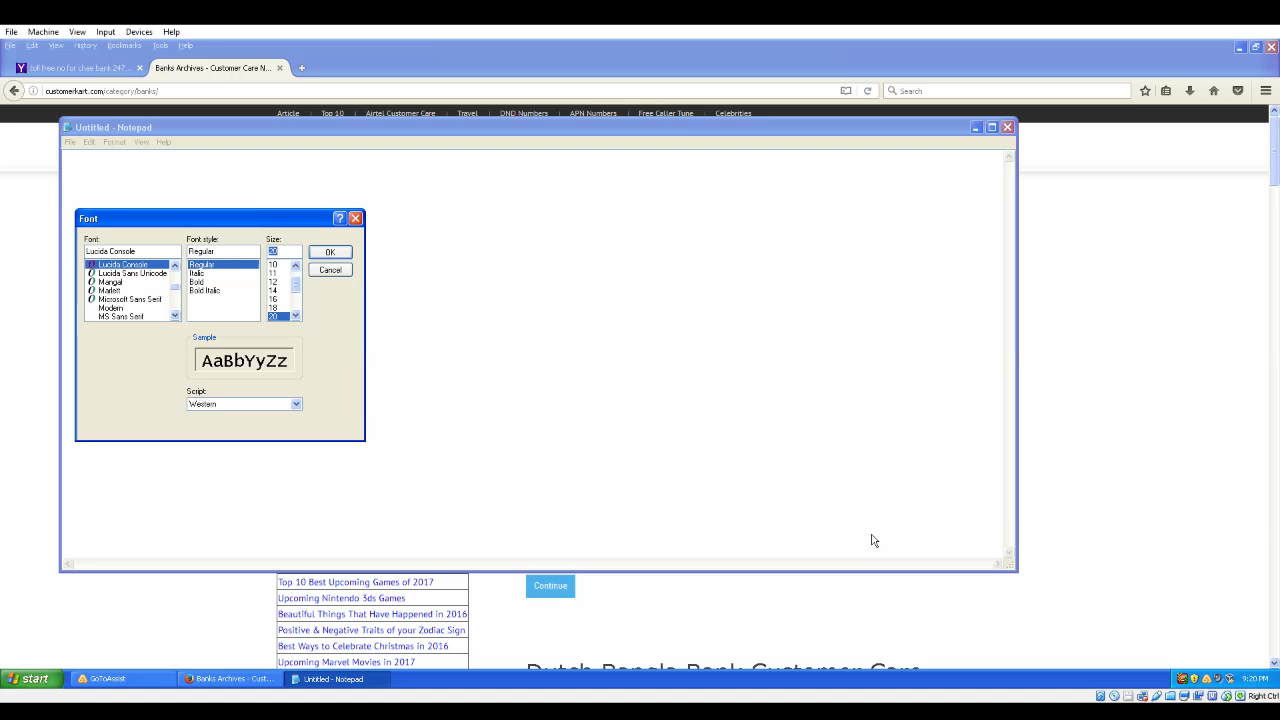 File Machine View Input Devices Help
File Edit View History Bookmarks Tools Help
toll free no for chae bank 247... Banks Archives - Customer Care N...
customerkart.com/category/banks/ Search
Article Top 10 Airtel Customer Care Travel DND Numbers APN Numbers Free Caller Tune Celebrities
Untitled - Notepad
File Edit Format View Help
Font
Font: Font style: Size:
Lucida Console Regular 20 OK
Lucida Console Regular 10
Lucida Sans Unicode Italic 11 Cancel
Mangal Bold 12
Marlett Bold Italic 14
Microsoft Sans Serif 16
Modern 18
MS Sans Serif 20
Sample
AaBbYyZz
Script:
Western
Top 10 Best Upcoming Games of 2017 Continue
Upcoming Nintendo 3ds Games
Beautiful Things That Have Happened in 2016
Positive & Negative Traits of your Zodiac Sign
Best Ways to Celebrate Christmas in 2016
Upcoming Marvel Movies in 2017 Dutch Bangla Bank Customer Care
start GoToAssist Banks Archives - Cust... Untitled - Notepad 9:20 PM
Right Ctrl